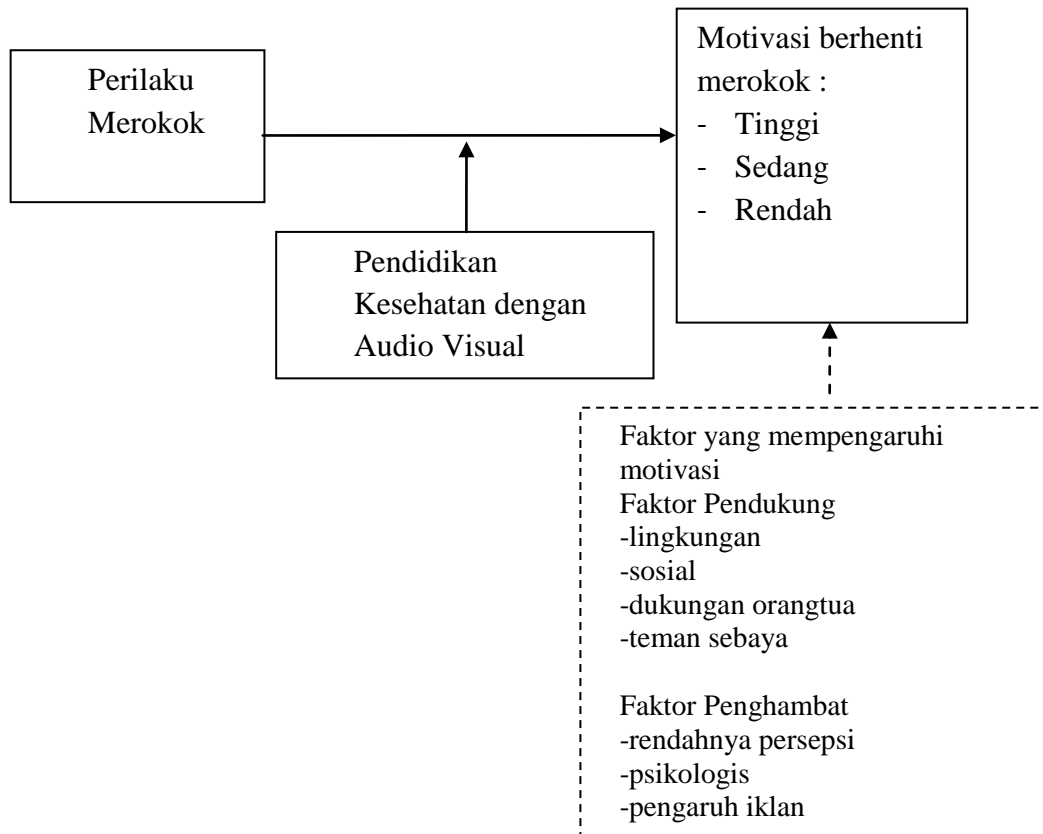 Perilaku
Merokok
Motivasi berhenti
merokok :
- Tinggi
- Sedang
- Rendah
Pendidikan
Kesehatan dengan
Audio Visual
Faktor yang mempengaruhi
motivasi
Faktor Pendukung
-lingkungan
-sosial
-dukungan orangtua
-teman sebaya
Faktor Penghambat
-rendahnya persepsi
-psikologis
-pengaruh iklan